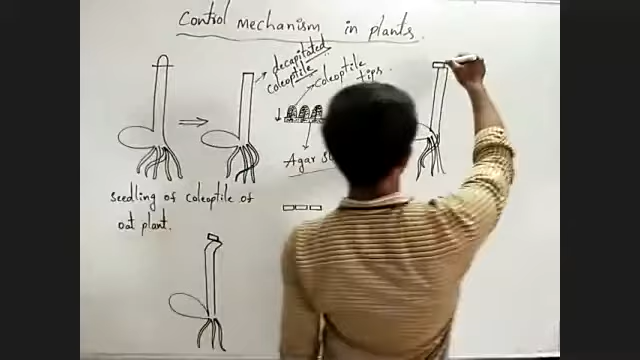 Control mechanism in plants.
decapitated
coleoptile
coleoptile
tips.
Agar
seedling of coleoptile of
oat plant.